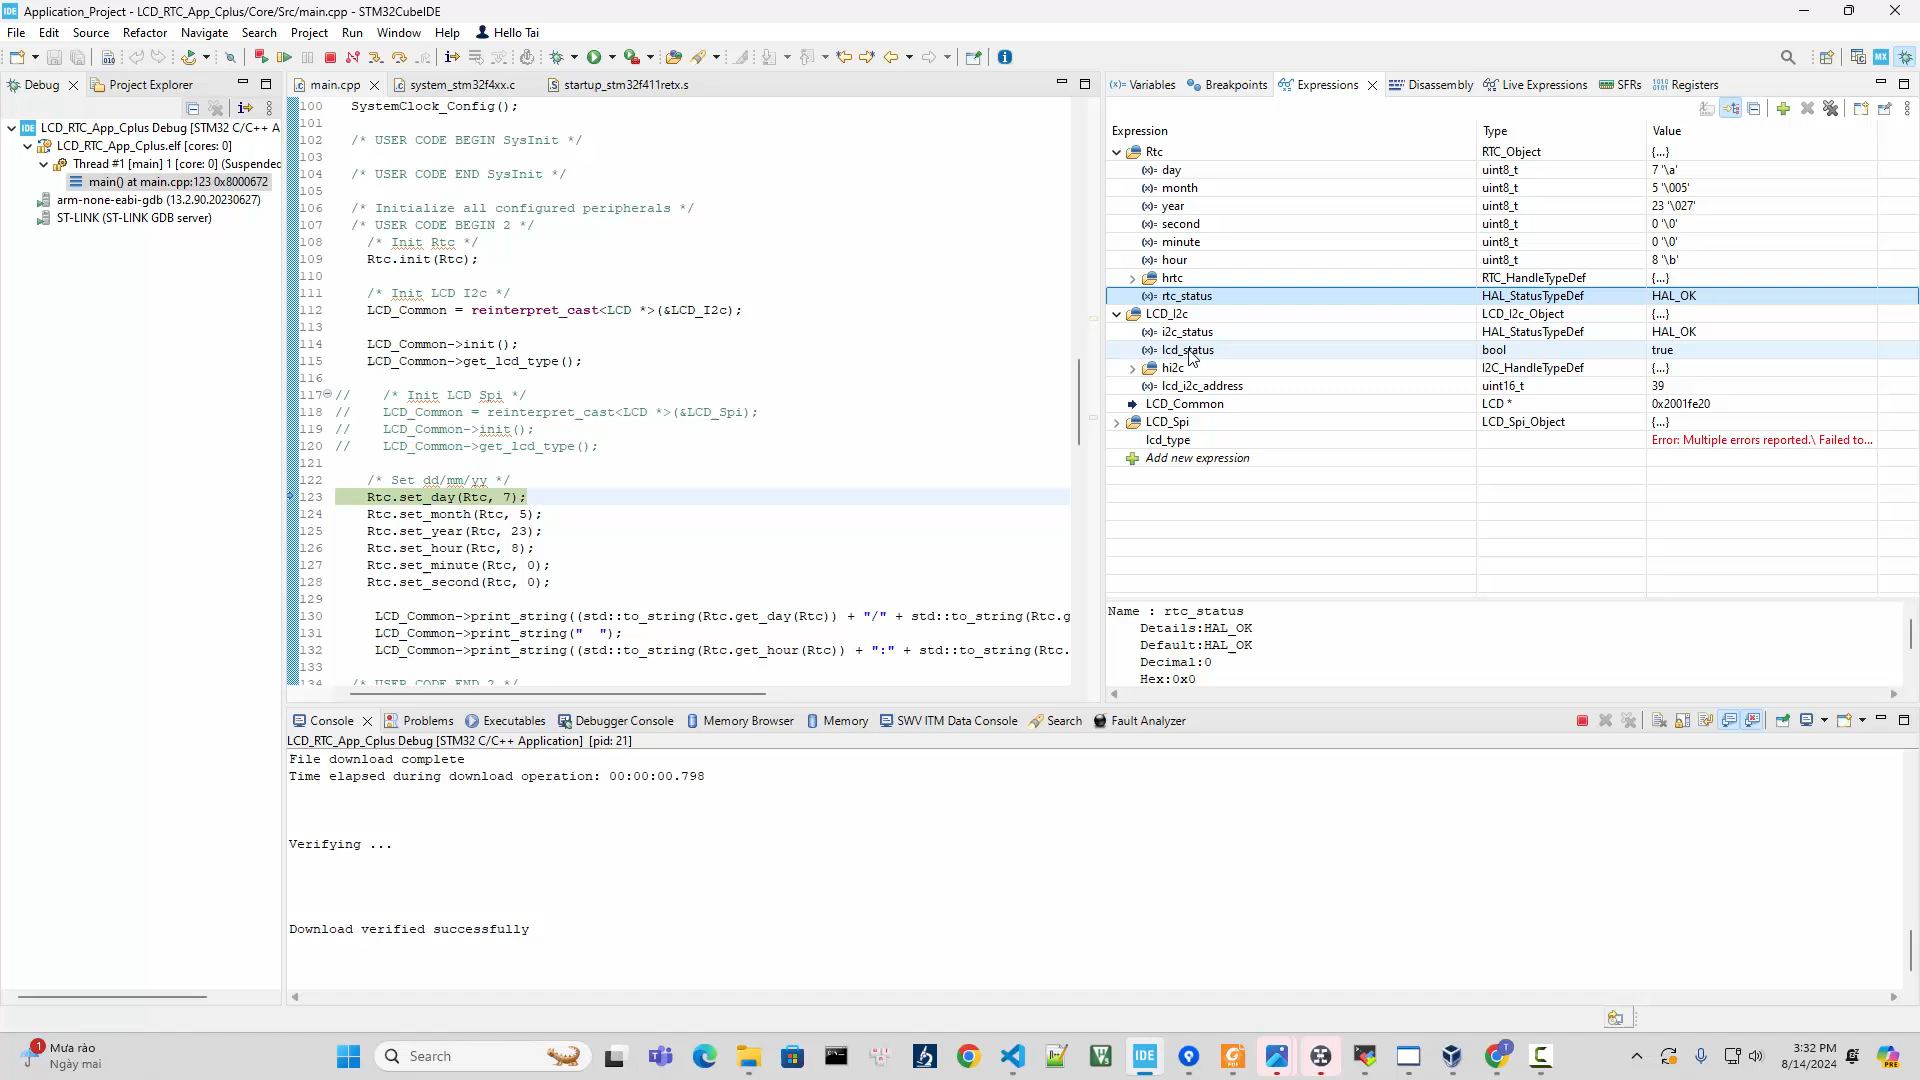 Application_Project - LCD_RTC_App_Cplus/Core/Src/main.cpp - STM32CubeIDE
File Edit Source Refactor Navigate Search Project Run Window Help Hello Tai
Debug Project Explorer
LCD_RTC_App_Cplus Debug [STM32 C/C++ A
LCD_RTC_App_Cplus.elf [cores: 0]
Thread #1 [main] 1 [core: 0] (Suspended
main() at main.cpp:123 0x8000672
arm-none-eabi-gdb (13.2.90.20230627)
ST-LINK (ST-LINK GDB server)
main.cpp system_stm32f4xx.c startup_stm32f411retx.s
100 SystemClock_Config();
101
102 /* USER CODE BEGIN SysInit */
103
104 /* USER CODE END SysInit */
105
106 /* Initialize all configured peripherals */
107 /* USER CODE BEGIN 2 */
108 /* Init Rtc */
109 Rtc.init(Rtc);
110
111 /* Init LCD I2c */
112 LCD_Common = reinterpret_cast<LCD *>(&LCD_I2c);
113
114 LCD_Common->init();
115 LCD_Common->get_lcd_type();
116
117 // /* Init LCD Spi */
118 // LCD_Common = reinterpret_cast<LCD *>(&LCD_Spi);
119 // LCD_Common->init();
120 // LCD_Common->get_lcd_type();
121
122 /* Set dd/mm/yy */
123 Rtc.set_day(Rtc, 7);
124 Rtc.set_month(Rtc, 5);
125 Rtc.set_year(Rtc, 23);
126 Rtc.set_hour(Rtc, 8);
127 Rtc.set_minute(Rtc, 0);
128 Rtc.set_second(Rtc, 0);
129
130 LCD_Common->print_string((std::to_string(Rtc.get_day(Rtc)) + "/" + std::to_string(Rtc.g
131 LCD_Common->print_string("  ");
132 LCD_Common->print_string((std::to_string(Rtc.get_hour(Rtc)) + ":" + std::to_string(Rtc.
133
134 /* USER CODE END 2 */
Variables Breakpoints Expressions Disassembly Live Expressions SFRs Registers
Expression Type Value
Rtc RTC_Object {...}
day uint8_t 7 '\a'
month uint8_t 5 '\005'
year uint8_t 23 '\027'
second uint8_t 0 '\0'
minute uint8_t 0 '\0'
hour uint8_t 8 '\b'
hrtc RTC_HandleTypeDef {...}
rtc_status HAL_StatusTypeDef HAL_OK
LCD_I2c LCD_I2c_Object {...}
i2c_status HAL_StatusTypeDef HAL_OK
lcd_status bool true
hi2c I2C_HandleTypeDef {...}
lcd_i2c_address uint16_t 39
LCD_Common LCD * 0x2001fe20
LCD_Spi LCD_Spi_Object {...}
lcd_type Error: Multiple errors reported.\ Failed to...
Add new expression
Name : rtc_status
Details:HAL_OK
Default:HAL_OK
Decimal:0
Hex:0x0
Console Problems Executables Debugger Console Memory Browser Memory SWV ITM Data Console Search Fault Analyzer
LCD_RTC_App_Cplus Debug [STM32 C/C++ Application] [pid: 21]
File download complete
Time elapsed during download operation: 00:00:00.798
Verifying ...
Download verified successfully
1 Mưa rào
Ngày mai
Search
3:32 PM
8/14/2024